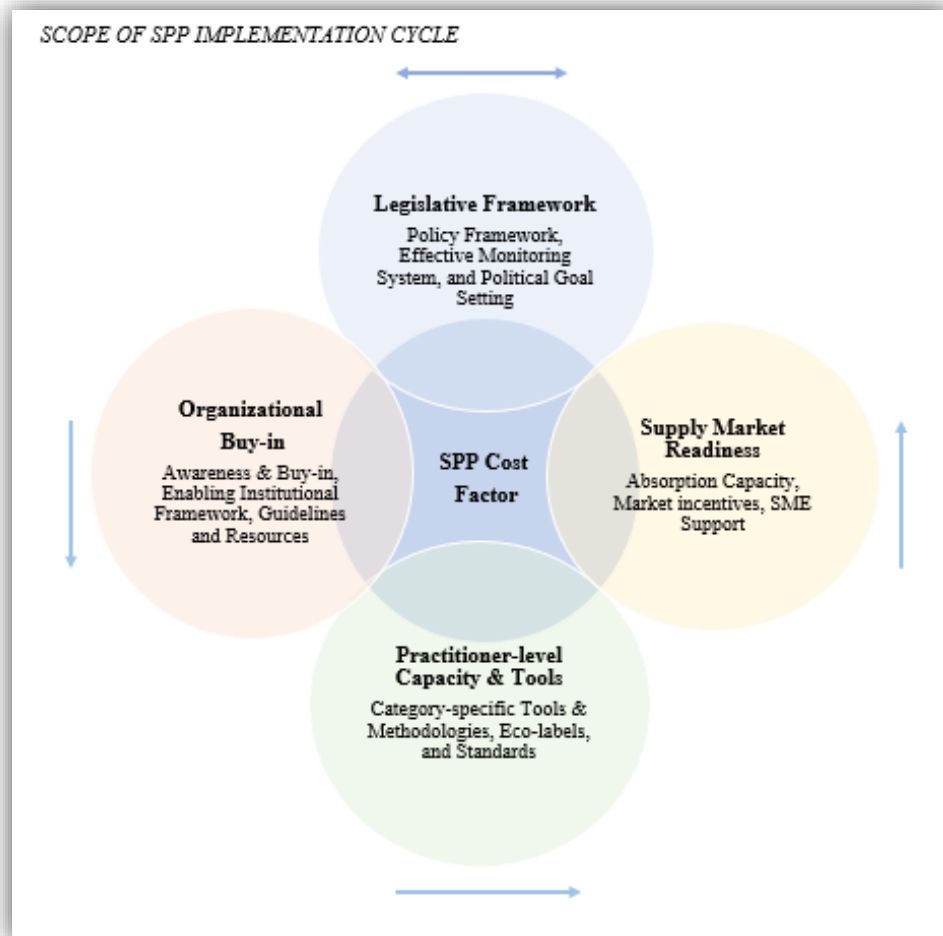 SCOPE OF SPP IMPLEMENTATION CYCLE
Legislative Framework
Policy Framework,
Effective Monitoring
System, and Political Goal
Setting
Organizational
Buy-in
Awareness & Buy-in,
Enabling Institutional
Framework, Guidelines
and Resources
SPP Cost
Factor
Supply Market
Readiness
Absorption Capacity,
Market incentives, SME
Support
Practitioner-level
Capacity & Tools
Category-specific Tools &
Methodologies, Eco-labels,
and Standards